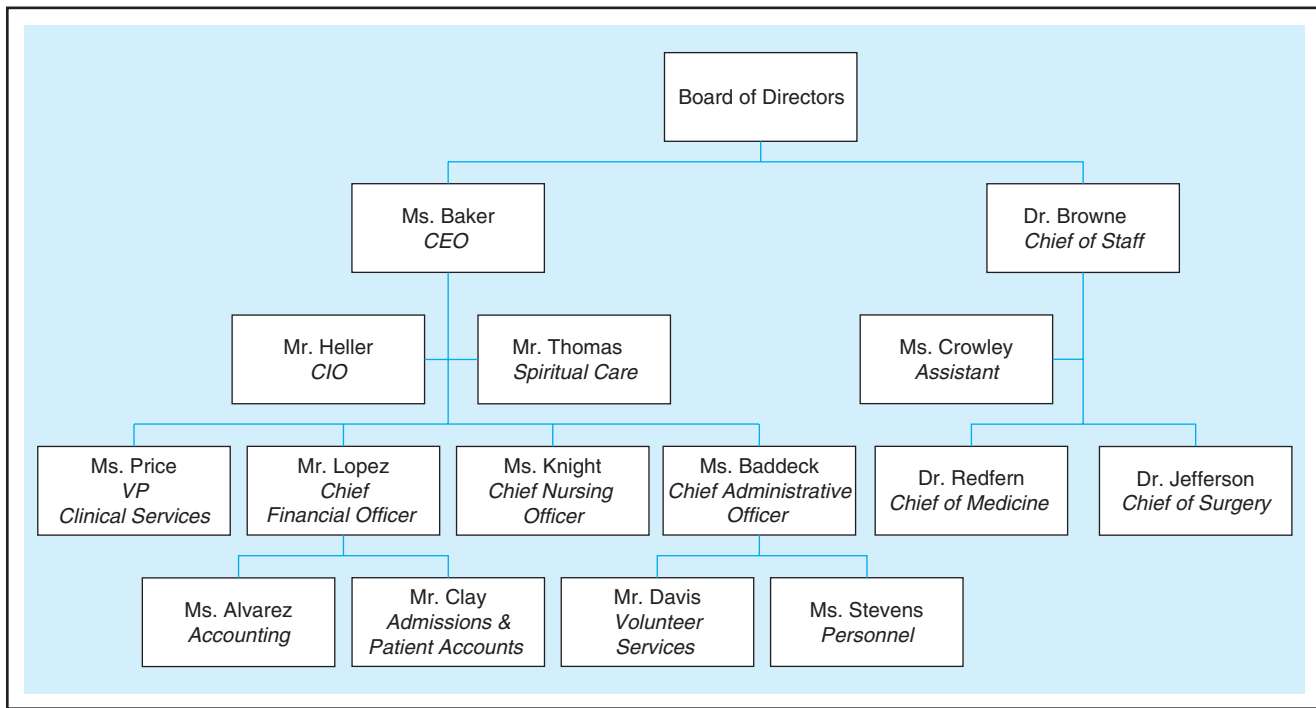 Board of Directors
Ms. Baker
CEO
Dr. Browne
Chief of Staff
Mr. Heller
CIO
Mr. Thomas
Spiritual Care
Ms. Crowley
Assistant
Ms. Price
VP
Clinical Services
Mr. Lopez
Chief
Financial Officer
Ms. Knight
Chief Nursing
Officer
Ms. Baddeck
Chief Administrative
Officer
Dr. Redfern
Chief of Medicine
Dr. Jefferson
Chief of Surgery
Ms. Alvarez
Accounting
Mr. Clay
Admissions &
Patient Accounts
Mr. Davis
Volunteer
Services
Ms. Stevens
Personnel